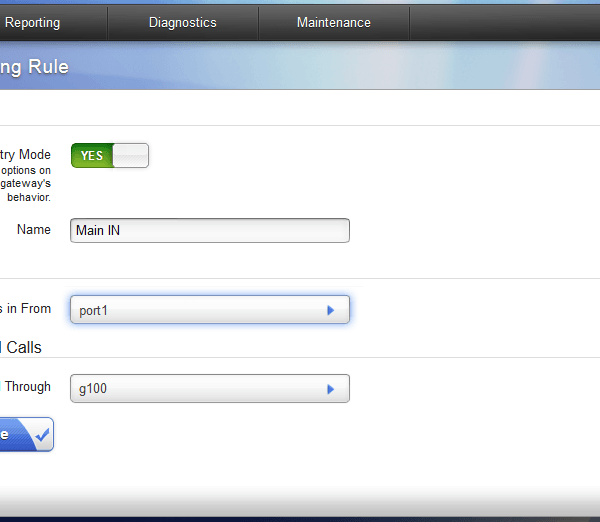 Reporting Diagnostics Maintenance
ng Rule
try Mode YES
options on
gateway's
behavior.
Name Main IN
s in From port1
l Calls
Through g100
e